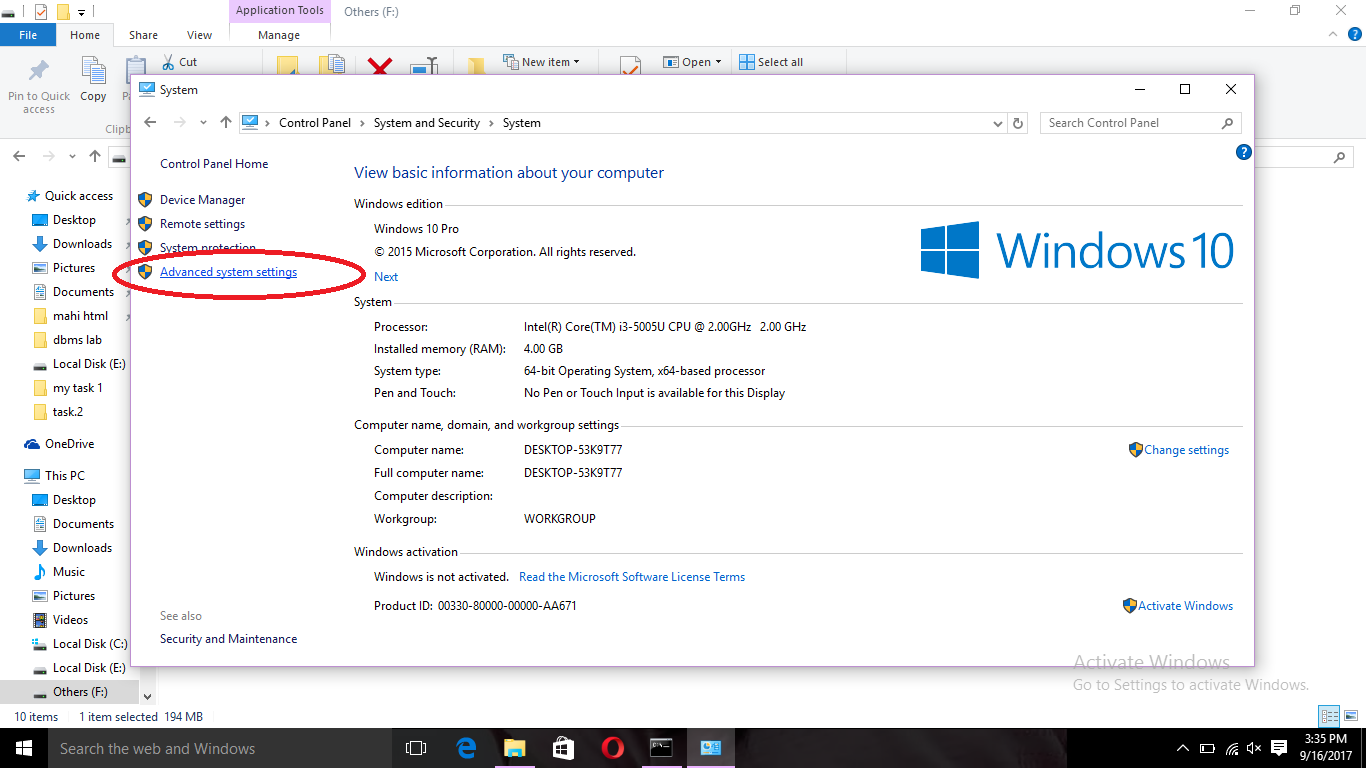 Application Tools
Others (F:)
File
Home
Share
View
Manage
Pin to Quick access
Copy
Cut
New item
Open
Select all
System
Control Panel › System and Security › System
Search Control Panel
Control Panel Home
Device Manager
Remote settings
System protection
Advanced system settings
See also
Security and Maintenance
View basic information about your computer
Windows edition
Windows 10 Pro
© 2015 Microsoft Corporation. All rights reserved.
Next
Windows 10
System
Processor: Intel(R) Core(TM) i3-5005U CPU @ 2.00GHz 2.00 GHz
Installed memory (RAM): 4.00 GB
System type: 64-bit Operating System, x64-based processor
Pen and Touch: No Pen or Touch Input is available for this Display
Computer name, domain, and workgroup settings
Computer name: DESKTOP-53K9T77
Change settings
Full computer name: DESKTOP-53K9T77
Computer description:
Workgroup: WORKGROUP
Windows activation
Windows is not activated. Read the Microsoft Software License Terms
Product ID: 00330-80000-00000-AA671
Activate Windows
Quick access
Desktop
Downloads
Pictures
Documents
mahi html
dbms lab
Local Disk (E:)
my task 1
task.2
OneDrive
This PC
Desktop
Documents
Downloads
Music
Pictures
Videos
Local Disk (C:)
Local Disk (E:)
Others (F:)
Activate Windows
Go to Settings to activate Windows.
10 items
1 item selected 194 MB
Search the web and Windows
3:35 PM
9/16/2017